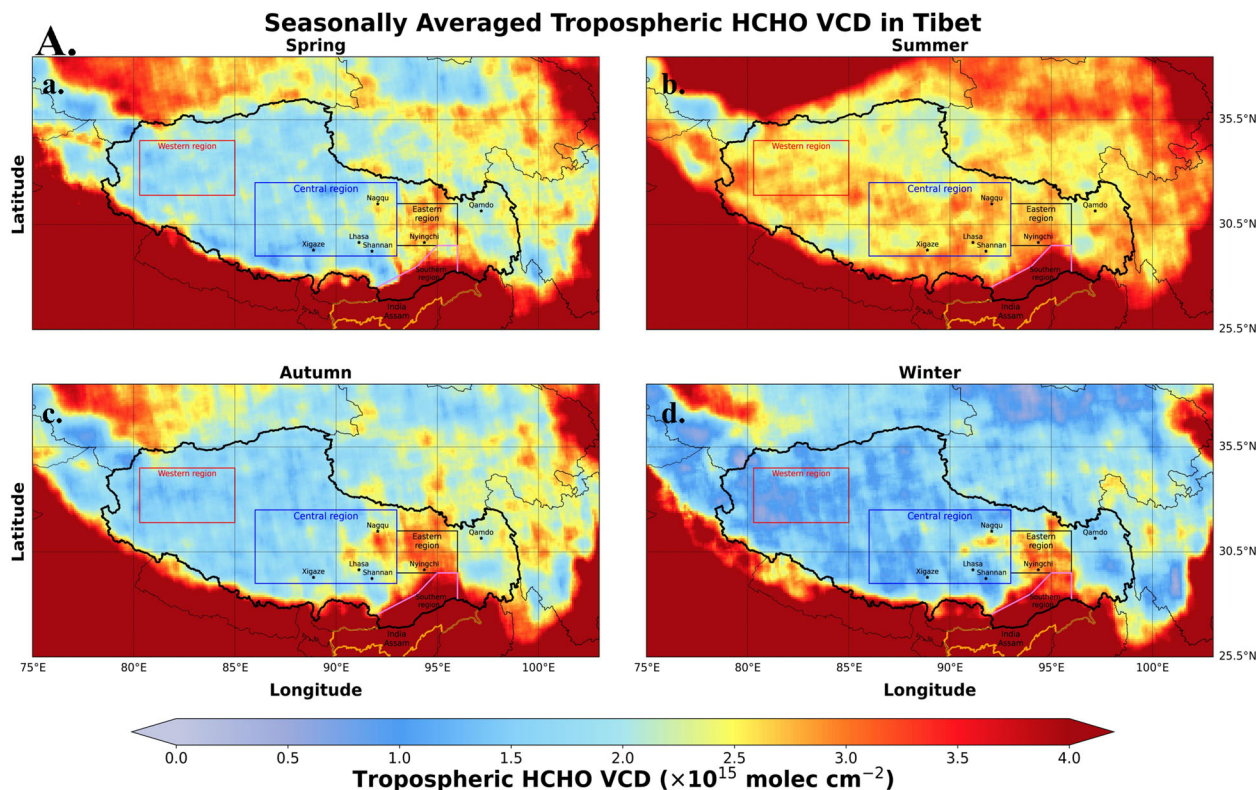 Seasonally Averaged Tropospheric HCHO VCD in Tibet
A.
Spring
Summer
a.
Western region
Central region
Nagqu
Eastern
region
Qamdo
Lhasa
Xigaze
Shannan
Nyingchi
Southern
region
India
Assam
Latitude
b.
Western region
Central region
Nagqu
Eastern
region
Qamdo
Lhasa
Xigaze
Shannan
Nyingchi
Southern
region
India
Assam
35.5°N
30.5°N
25.5°N
Autumn
Winter
c.
Western region
Central region
Nagqu
Eastern
region
Qamdo
Lhasa
Xigaze
Shannan
Nyingchi
Southern
region
India
Assam
Latitude
75°E 80°E 85°E 90°E 95°E 100°E
Longitude
d.
Western region
Central region
Nagqu
Eastern
region
Qamdo
Lhasa
Xigaze
Shannan
Nyingchi
Southern
region
India
Assam
35.5°N
30.5°N
25.5°N
75°E 80°E 85°E 90°E 95°E 100°E
Longitude
0.0 0.5 1.0 1.5 2.0 2.5 3.0 3.5 4.0
Tropospheric HCHO VCD (×10¹⁵ molec cm⁻²)